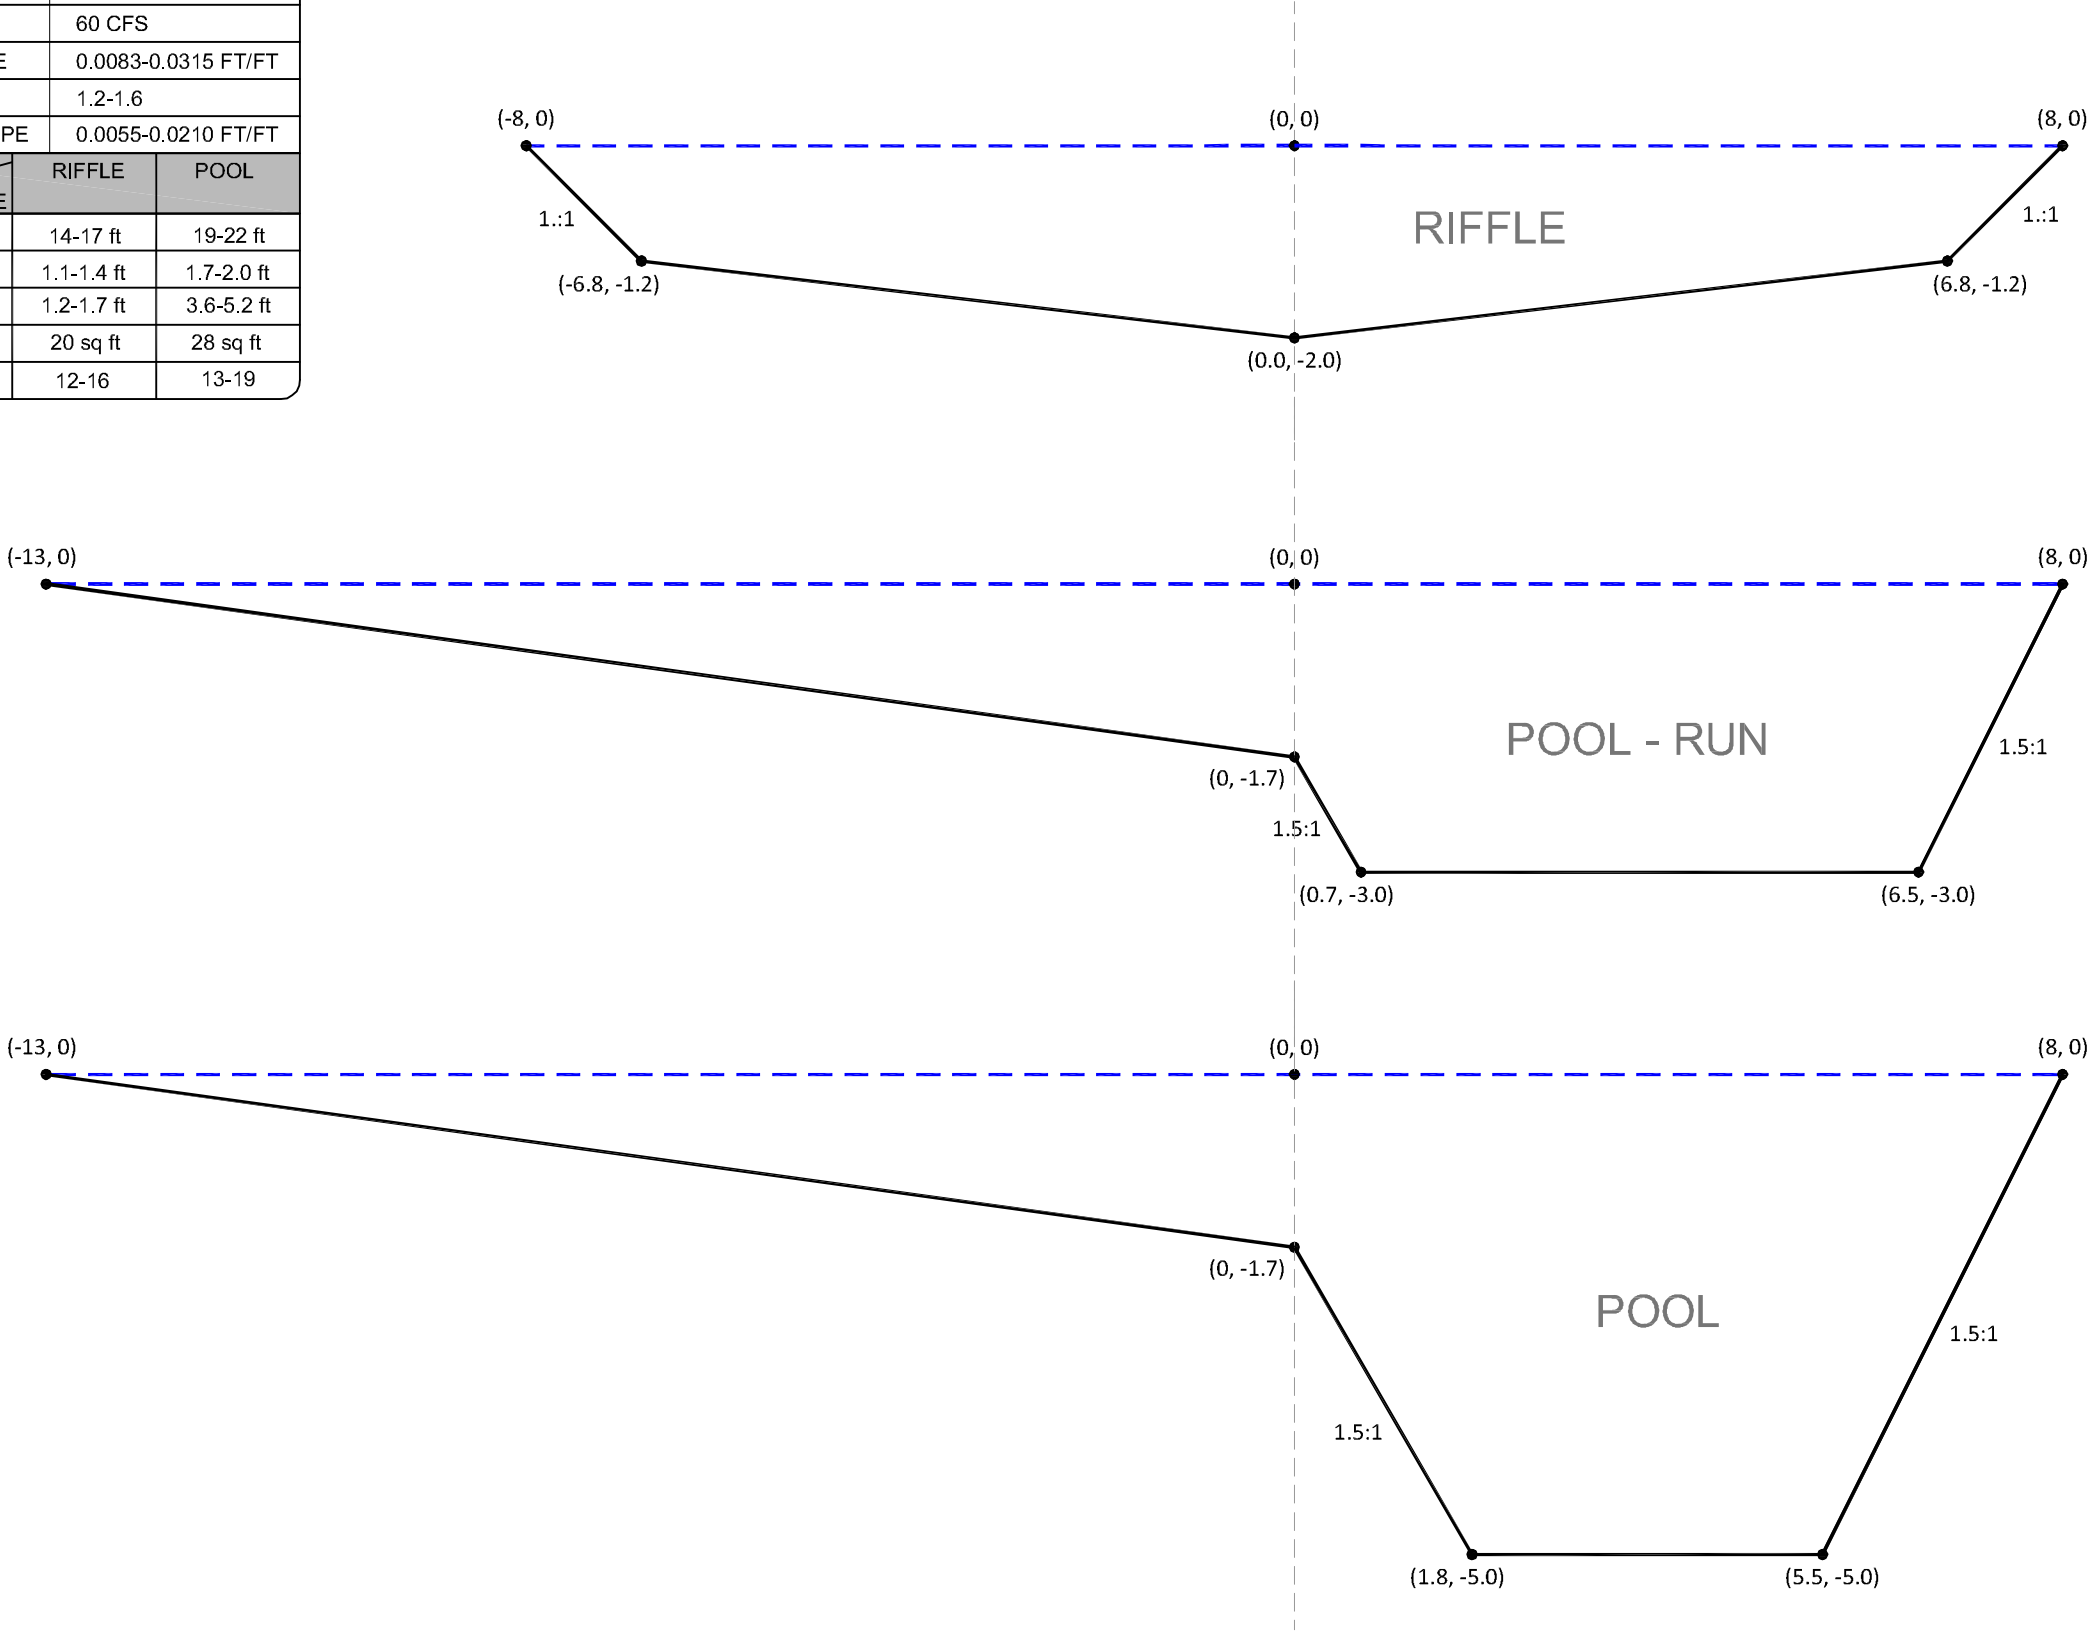 60 CFS
E 0.0083-0.0315 FT/FT
1.2-1.6
PE 0.0055-0.0210 FT/FT
RIFFLE POOL
E
14-17 ft 19-22 ft
1.1-1.4 ft 1.7-2.0 ft
1.2-1.7 ft 3.6-5.2 ft
20 sq ft 28 sq ft
12-16 13-19
(-8, 0) (0, 0) (8, 0)
1.:1 RIFFLE 1.:1
(-6.8, -1.2) (6.8, -1.2)
(0.0, -2.0)
(-13, 0) (0, 0) (8, 0)
POOL - RUN 1.5:1
(0, -1.7)
1.5:1
(0.7, -3.0) (6.5, -3.0)
(-13, 0) (0, 0) (8, 0)
(0, -1.7)
POOL
1.5:1
1.5:1
(1.8, -5.0) (5.5, -5.0)